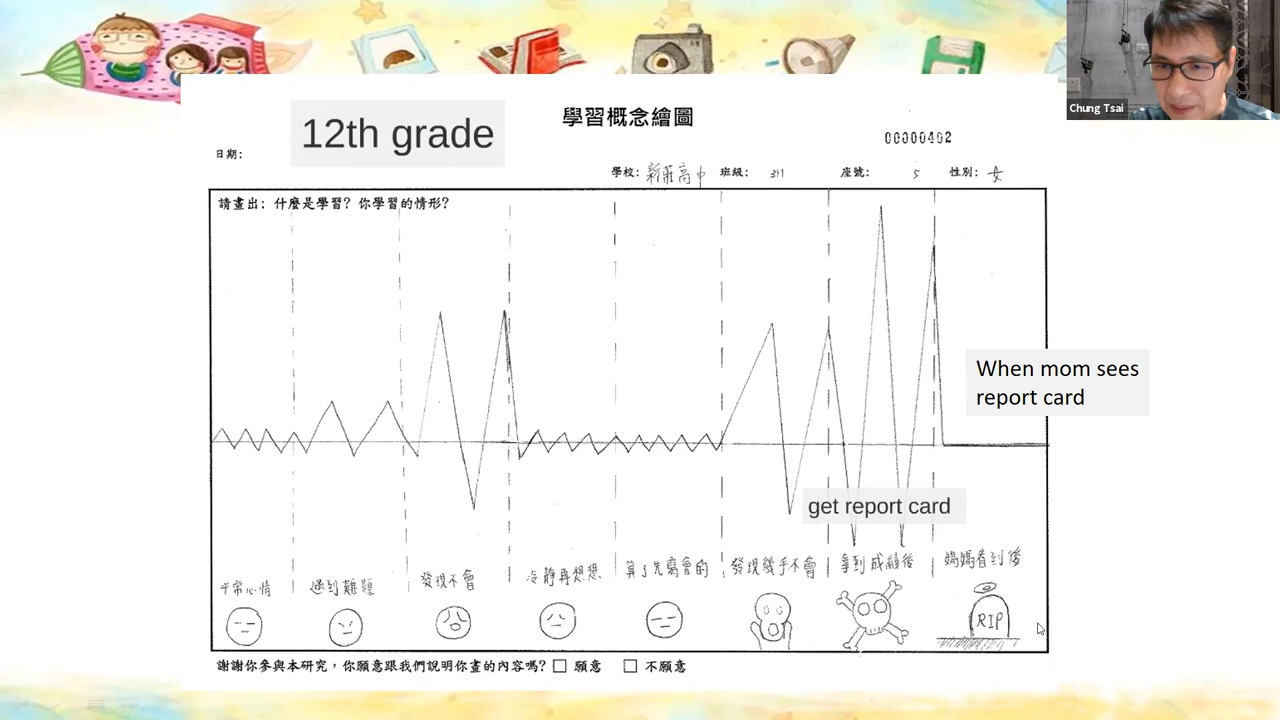 Chung Tsai
12th grade
學習概念繪圖
00000402
日期:
學校: 新莊高中 班級: 311 座號: 5 性別: 女
請畫出: 什麼是學習? 你學習的情形?
When mom sees
report card
get report card
平常心情 遇到難題 發現不會 冷靜再想想 算了先寫會的 發現幾乎不會 拿到成績後 媽媽看到後
RIP
謝謝你參與本研究,你願意跟我們說明你畫的內容嗎? □ 願意 □ 不願意